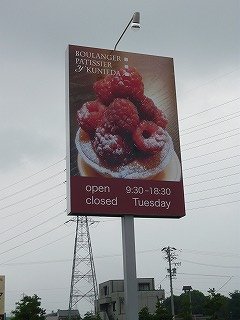 BOULANGER
PATISSIER
Y KUNIEDA
open 9:30~18:30
closed Tuesday